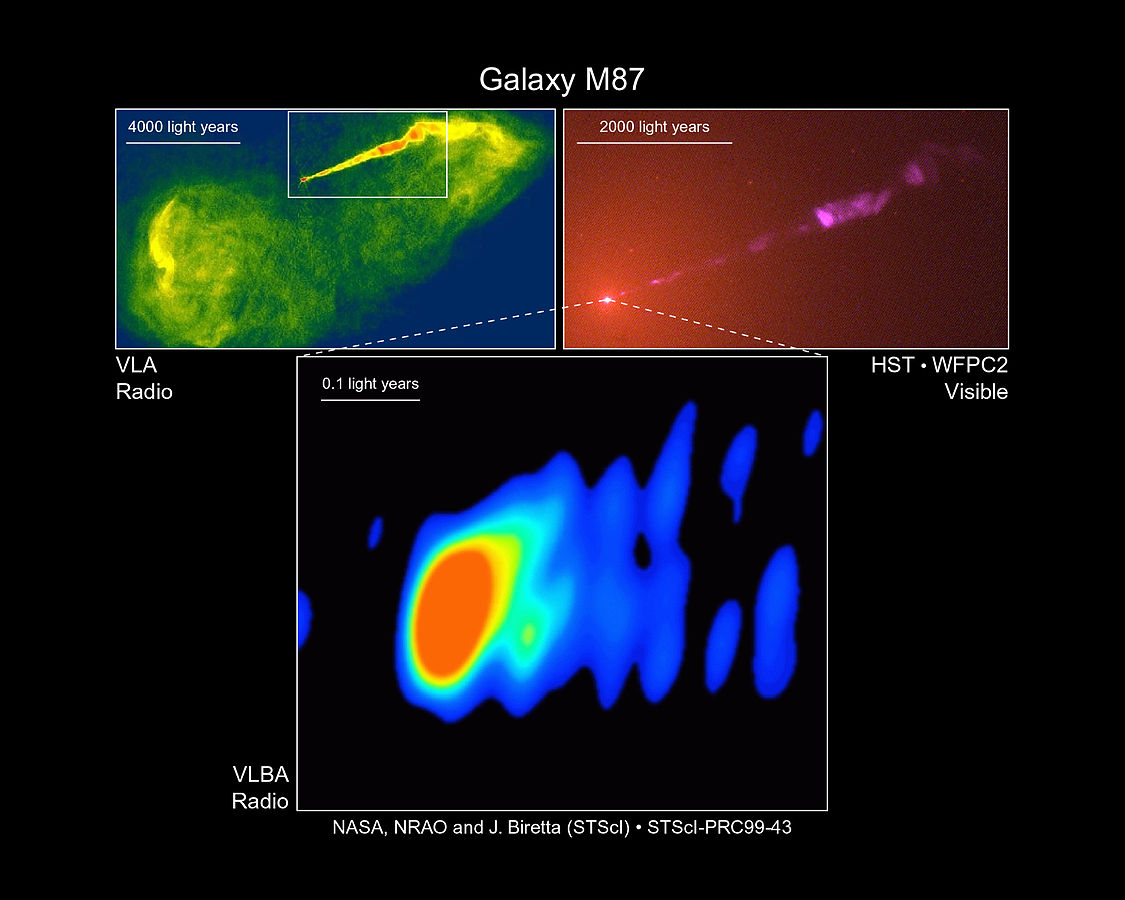 Galaxy M87
4000 light years
2000 light years
VLA
Radio
HST • WFPC2
Visible
0.1 light years
VLBA
Radio
NASA, NRAO and J. Biretta (STScI) • STScI-PRC99-43